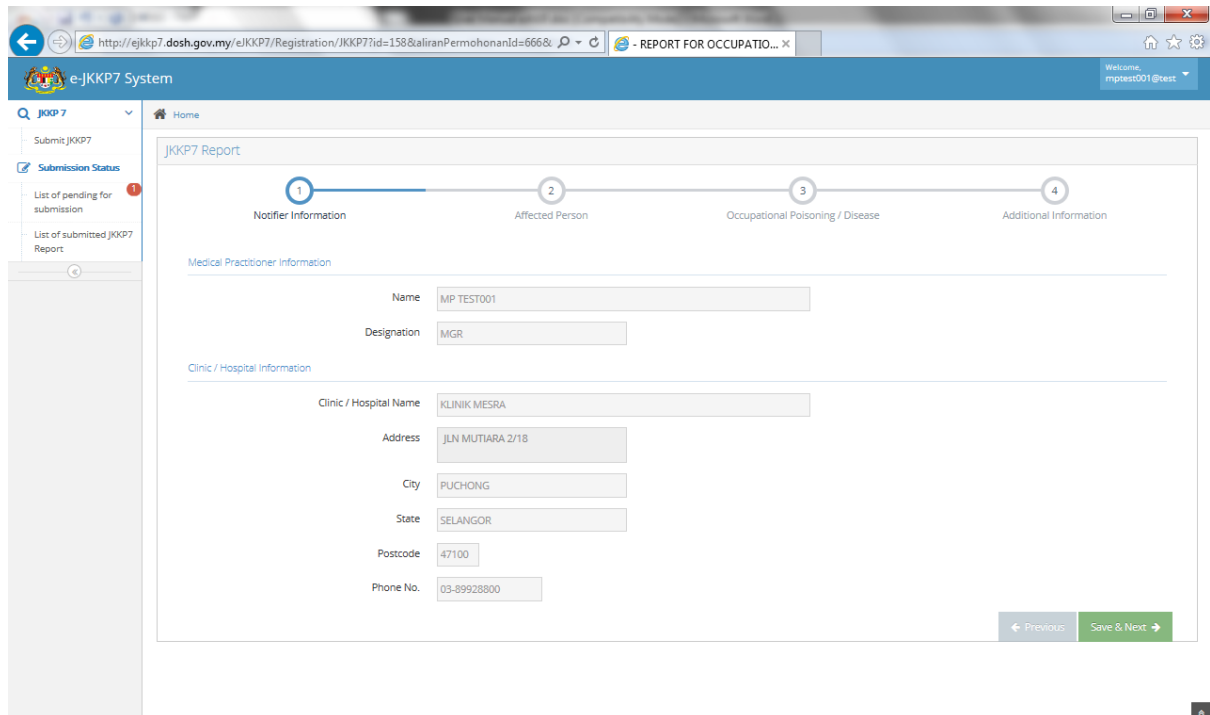 http://ejkkp7.dosh.gov.my/eJKKP7/Registration/JKKP7?id=158&aliranPermohonanId=666&
- REPORT FOR OCCUPATIO...
e-JKKP7 System
Welcome,
mptest001@test
JKKP 7
Home
Submit JKKP7
Submission Status
List of pending for
submission
1
List of submitted JKKP7
Report
JKKP7 Report
1
Notifier Information
2
Affected Person
3
Occupational Poisoning / Disease
4
Additional Information
Medical Practitioner Information
Name MP TEST001
Designation MGR
Clinic / Hospital Information
Clinic / Hospital Name KLINIK MESRA
Address JLN MUTIARA 2/18
City PUCHONG
State SELANGOR
Postcode 47100
Phone No. 03-89928800
Previous
Save & Next